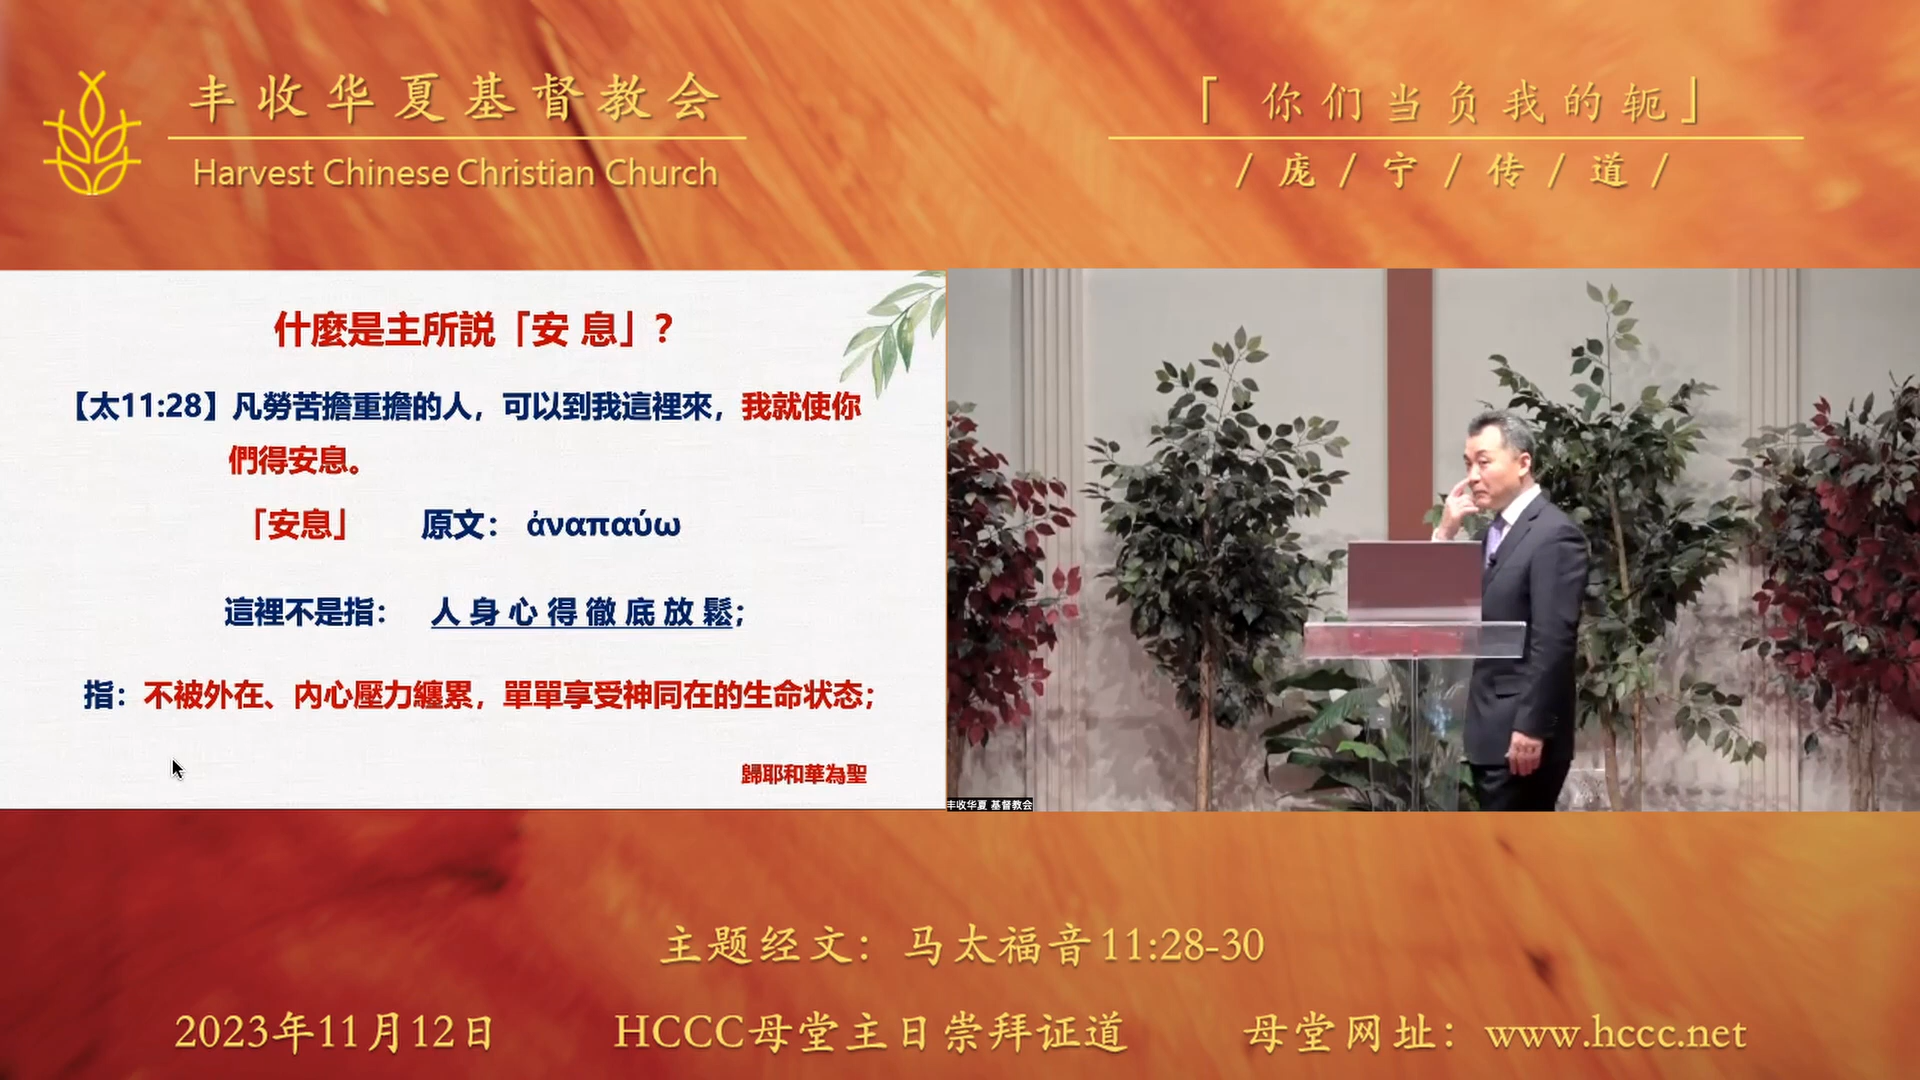 丰收华夏基督教会
Harvest Chinese Christian Church
「你们当负我的轭」
/ 庞 / 宁 / 传 / 道 /
什麼是主所説「安 息」?
【太11:28】凡勞苦擔重擔的人，可以到我這裡來，我就使你
們得安息。
「安息」 原文： ἀναπαύω
這裡不是指： 人身心得徹底放鬆;
指：不被外在、內心壓力纏累，單單享受神同在的生命状态;
歸耶和華為聖
丰收华夏 基督教会
主题经文：马太福音11:28-30
2023年11月12日 HCCC母堂主日崇拜证道 母堂网址：www.hccc.net